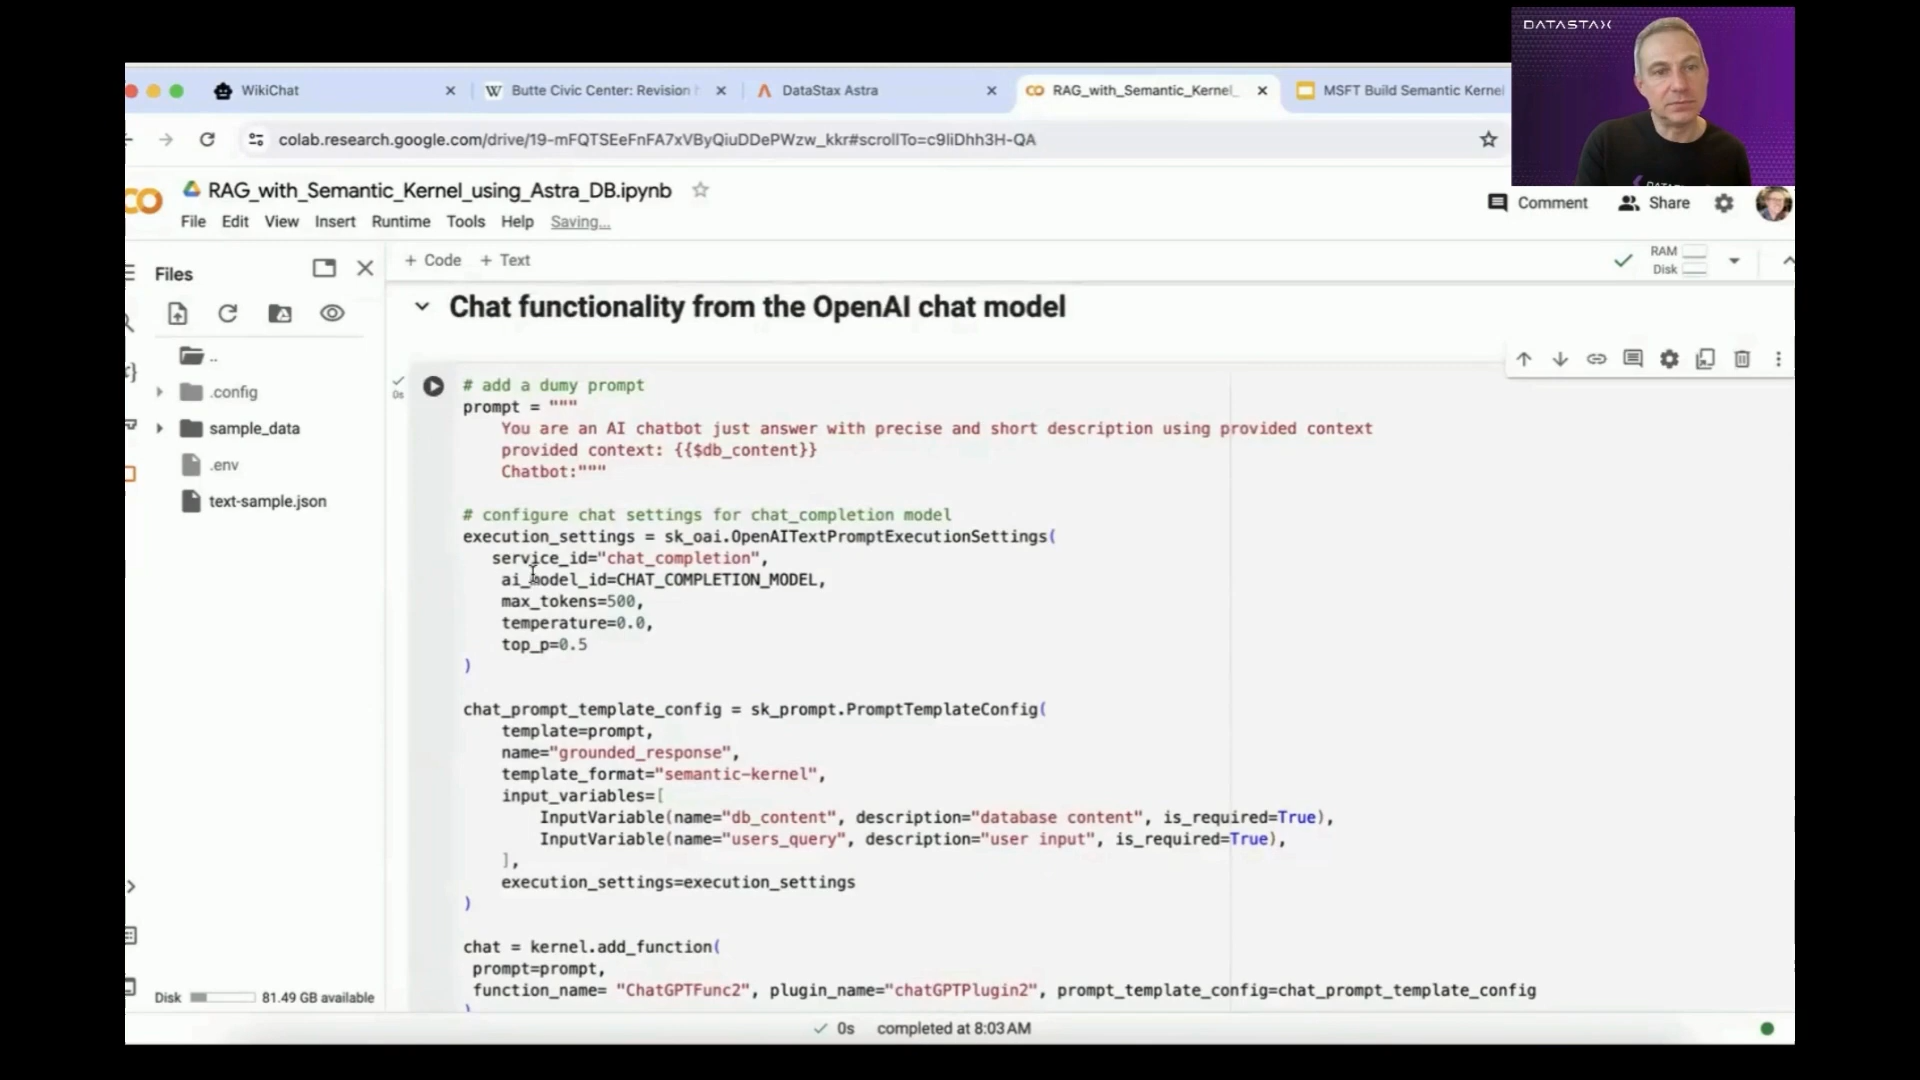 DATASTAX
WikiChat
Butte Civic Center: Revision
DataStax Astra
RAG_with_Semantic_Kernel_
MSFT Build Semantic Kernel
colab.research.google.com/drive/19-mFQTSEeFnFA7xVByQiuDDePWzw_kkr#scrollTo=c9liDhh3H-QA
RAG_with_Semantic_Kernel_using_Astra_DB.ipynb
File Edit View Insert Runtime Tools Help Saving...
Comment Share
Files
+ Code + Text
RAM
Disk
Chat functionality from the OpenAI chat model
..
.config
sample_data
.env
text-sample.json
0s
# add a dumy prompt
prompt = """
You are an AI chatbot just answer with precise and short description using provided context
provided context: {{$db_content}}
Chatbot:"""
# configure chat settings for chat_completion model
execution_settings = sk_oai.OpenAITextPromptExecutionSettings(
service_id="chat_completion",
ai_model_id=CHAT_COMPLETION_MODEL,
max_tokens=500,
temperature=0.0,
top_p=0.5
)
chat_prompt_template_config = sk_prompt.PromptTemplateConfig(
template=prompt,
name="grounded_response",
template_format="semantic-kernel",
input_variables=[
InputVariable(name="db_content", description="database content", is_required=True),
InputVariable(name="users_query", description="user input", is_required=True),
],
execution_settings=execution_settings
)
chat = kernel.add_function(
prompt=prompt,
function_name= "ChatGPTFunc2", plugin_name="chatGPTPlugin2", prompt_template_config=chat_prompt_template_config
Disk 81.49 GB available
0s completed at 8:03 AM